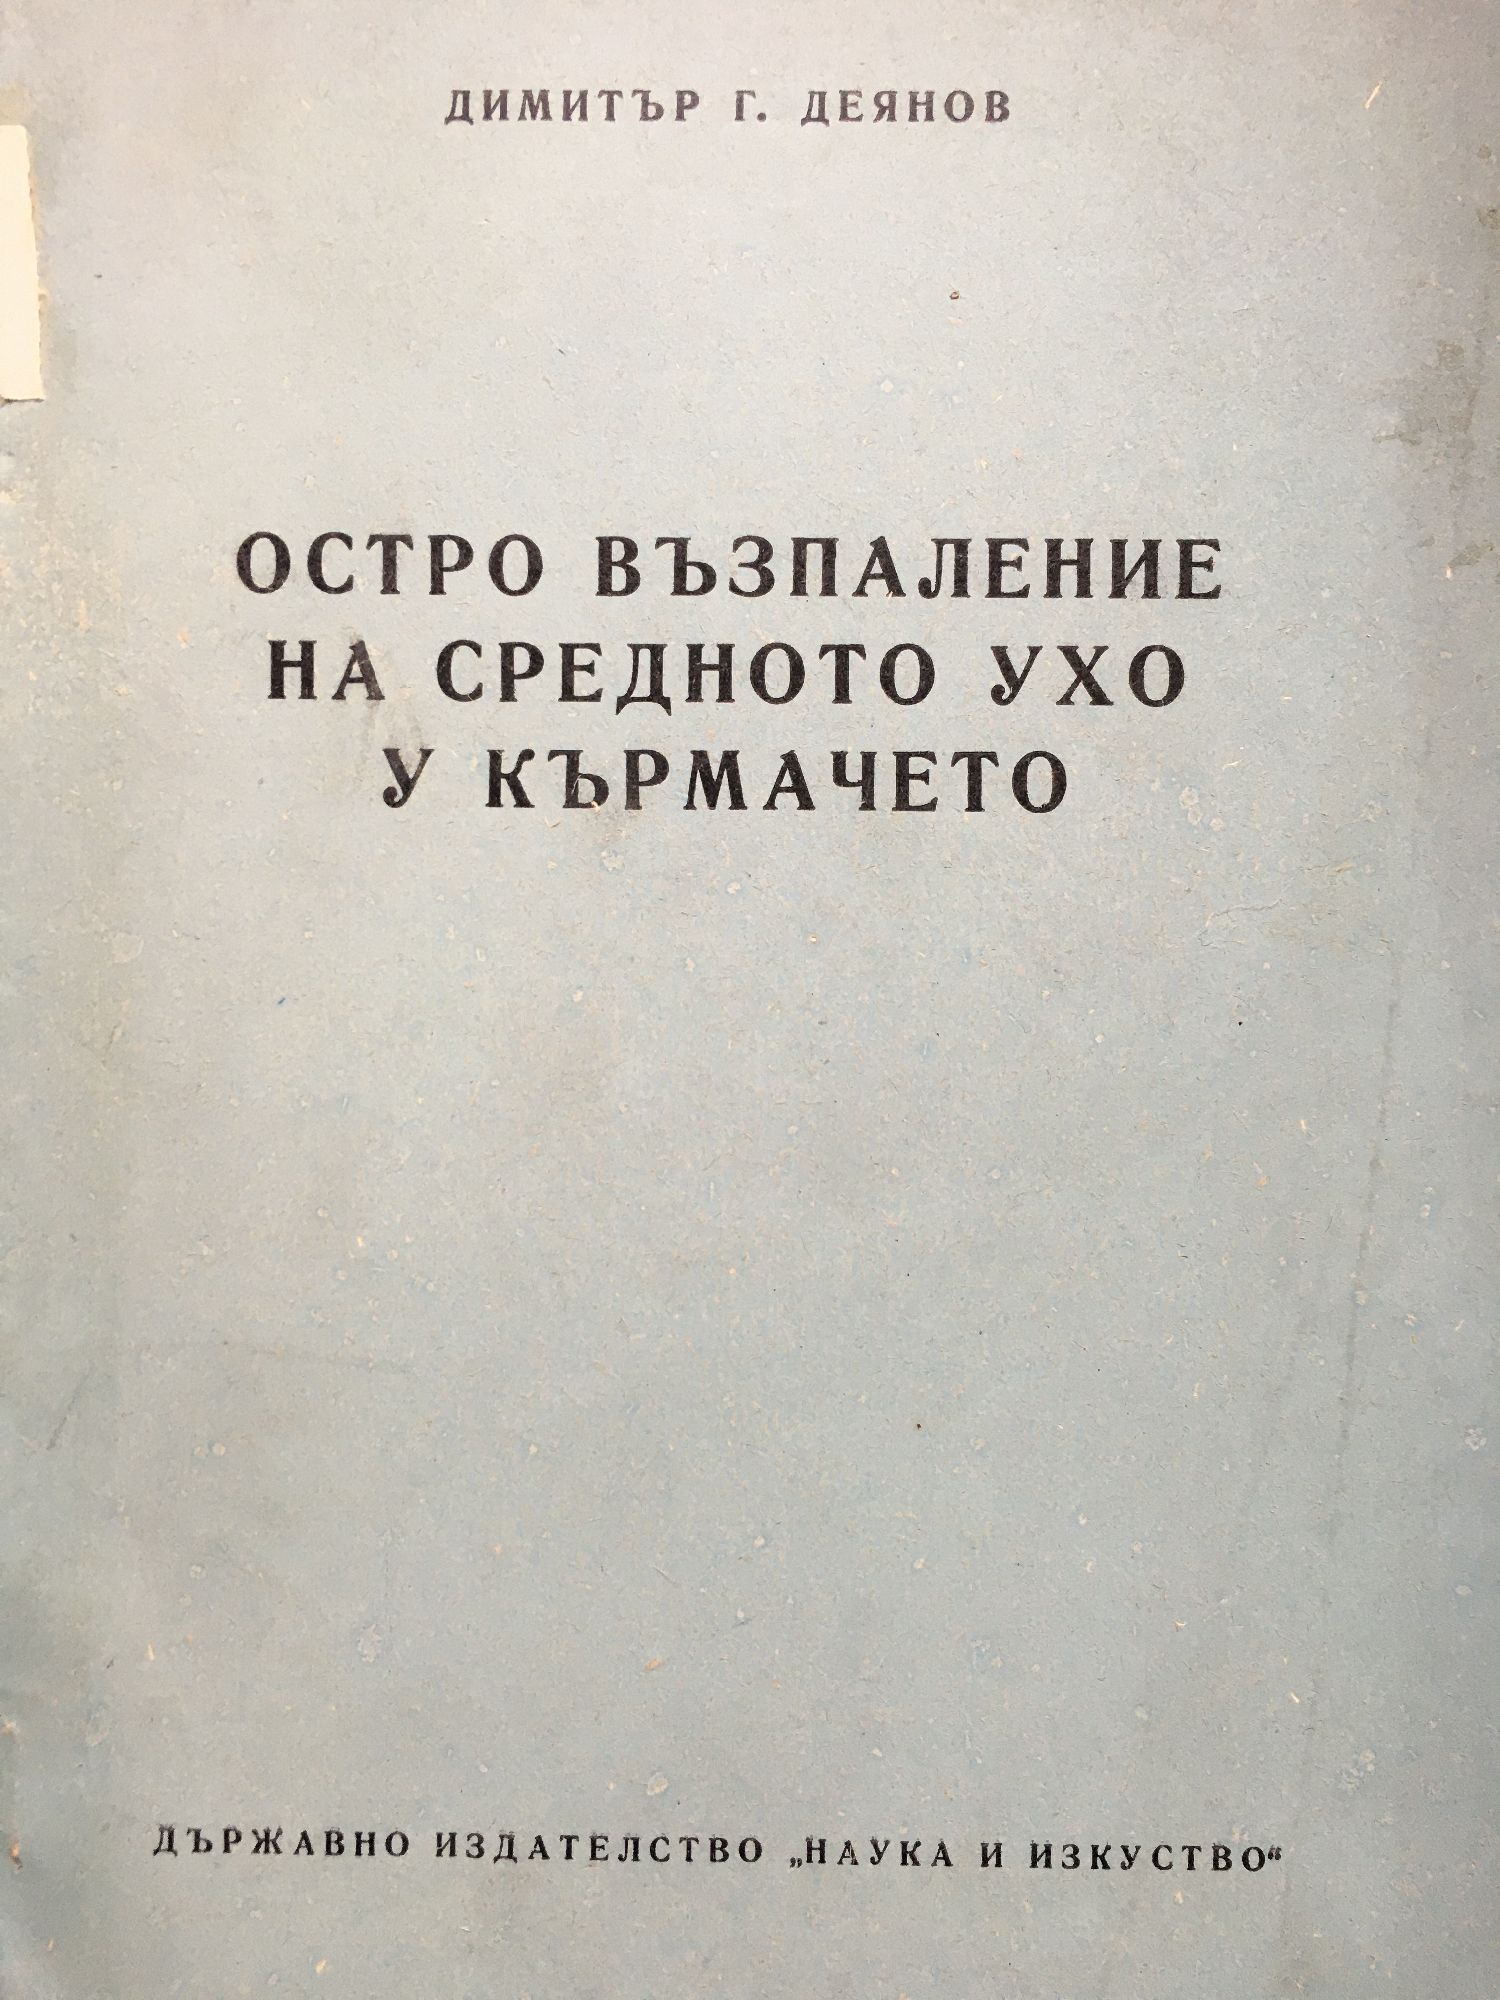 ДИМИТЪР Г. ДЕЯНОВ
ОСТРО ВЪЗПАЛЕНИЕ
НА СРЕДНОТО УХО
У КЪРМАЧЕТО
ДЪРЖАВНО ИЗДАТЕЛСТВО „НАУКА И ИЗКУСТВО“